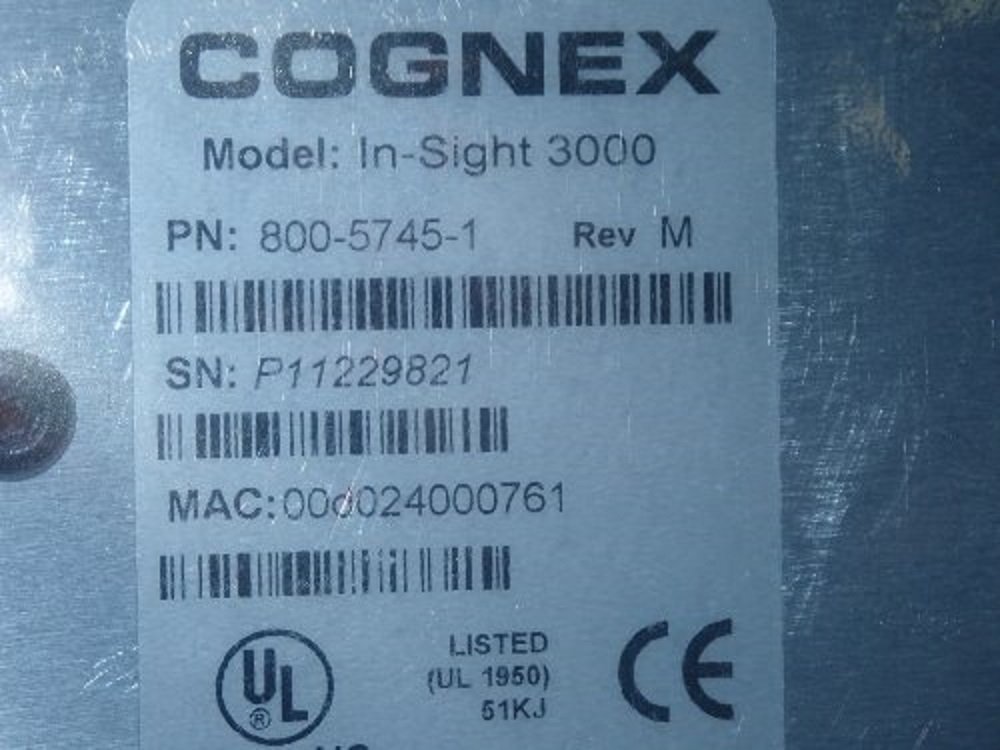 COGNEX
Model: In-Sight 3000
PN: 800-5745-1 Rev M
SN: P11229821
MAC:00d024000761
UL ®
LISTED
(UL 1950)
51KJ
CE